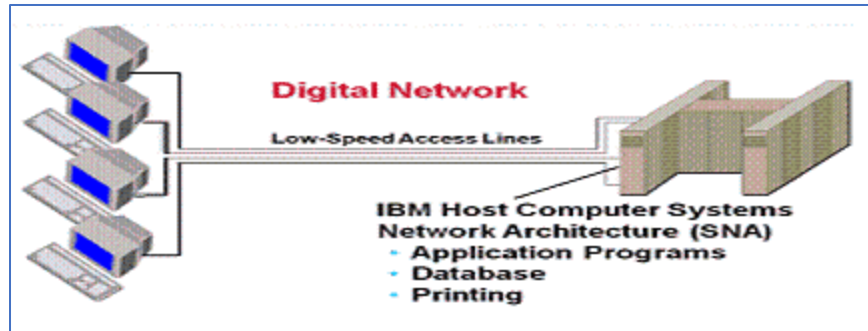 Digital Network
Low-Speed Access Lines
IBM Host Computer Systems
Network Architecture (SNA)
• Application Programs
• Database
• Printing